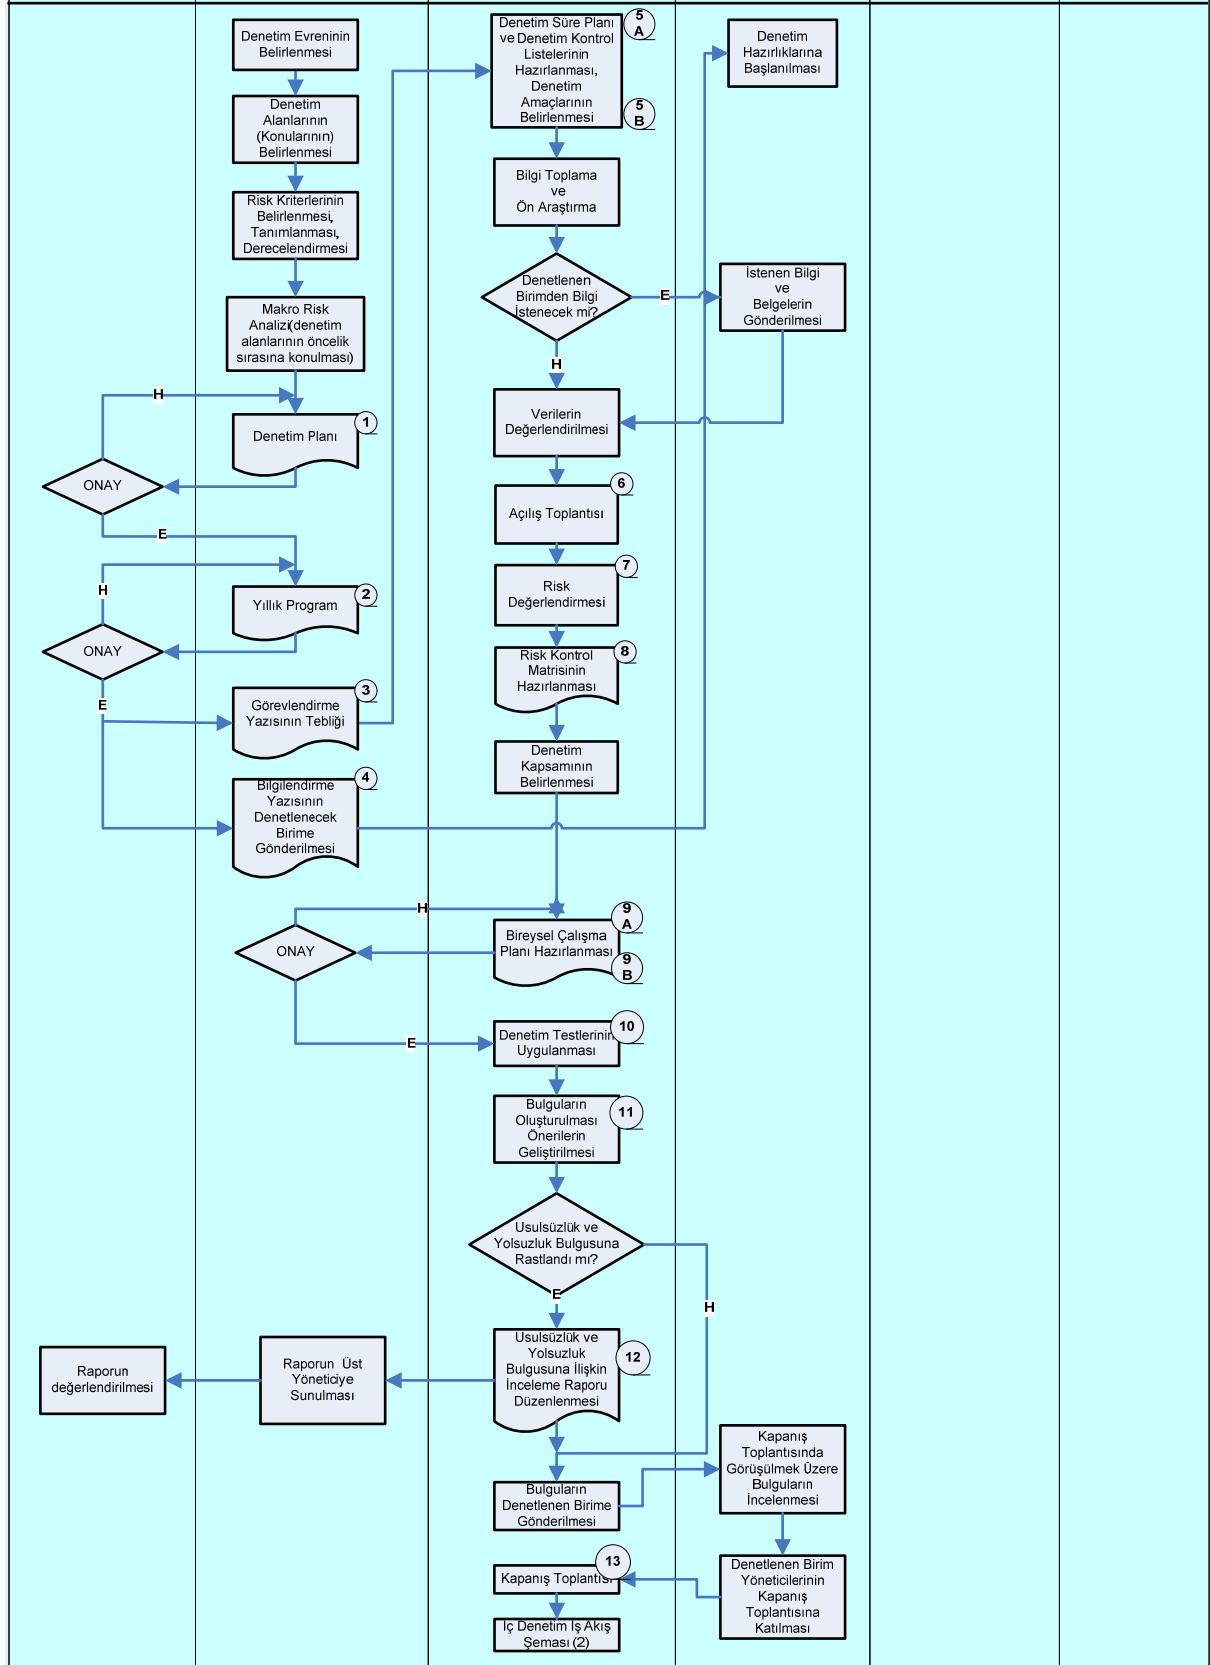 Denetim Evreninin
Belirlenmesi
Denetim
Alanlarının
(Konularının)
Belirlenmesi
Risk Kriterlerinin
Belirlenmesi,
Tanımlanması,
Derecelendirmesi
Makro Risk
Analizi(denetim
alanlarının öncelik
sırasına konulması)
H
1
Denetim Planı
ONAY
E
H
2
Yıllık Program
ONAY
E
3
Görevlendirme
Yazısının Tebliği
4
Bilgilendirme
Yazısının
Denetlenecek
Birime
Gönderilmesi
Denetim Süre Planı
ve Denetim Kontrol
Listelerinin
Hazırlanması,
Denetim
Amaçlarının
Belirlenmesi
5
A
5
B
Denetim
Hazırlıklarına
Başlanılması
Bilgi Toplama
ve
Ön Araştırma
Denetlenen
Birimden Bilgi
İstenecek mi?
E
İstenen Bilgi
ve
Belgelerin
Gönderilmesi
H
Verilerin
Değerlendirilmesi
6
Açılış Toplantısı
7
Risk
Değerlendirmesi
8
Risk Kontrol
Matrisinin
Hazırlanması
Denetim
Kapsamının
Belirlenmesi
H
9
A
Bireysel Çalışma
Planı Hazırlanması
9
B
ONAY
E
10
Denetim Testlerinin
Uygulanması
11
Bulguların
Oluşturulması
Önerilerin
Geliştirilmesi
Usulsüzlük ve
Yolsuzluk Bulgusuna
Rastlandı mı?
E
H
12
Usulsüzlük ve
Yolsuzluk
Bulgusuna İlişkin
İnceleme Raporu
Düzenlenmesi
Raporun Üst
Yöneticiye
Sunulması
Raporun
değerlendirilmesi
Bulguların
Denetlenen Birime
Gönderilmesi
Kapanış
Toplantısında
Görüşülmek Üzere
Bulguların
İncelenmesi
Denetlenen Birim
Yöneticilerinin
Kapanış
Toplantısına
Katılması
13
Kapanış Toplantısı
İç Denetim İş Akış
Şeması (2)